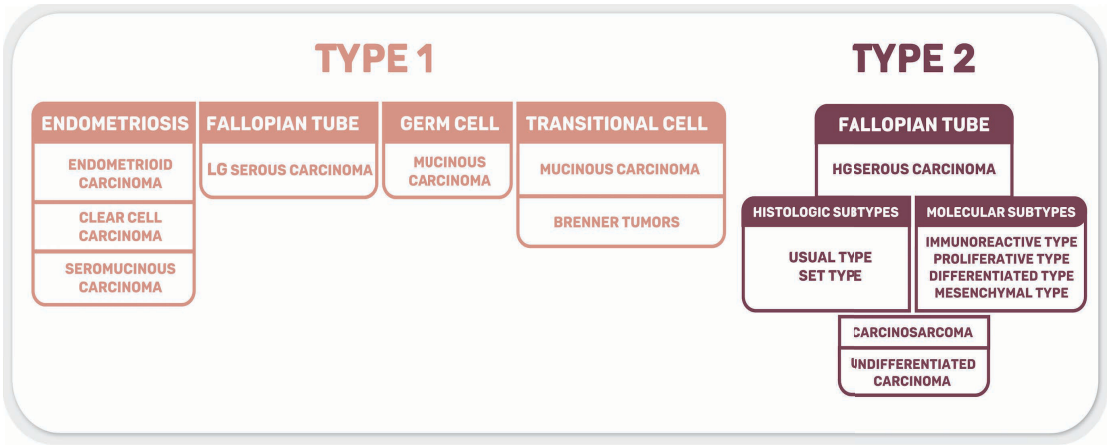 TYPE 1
TYPE 2
ENDOMETRIOSIS
ENDOMETRIOID
CARCINOMA
CLEAR CELL
CARCINOMA
SEROMUCINOUS
CARCINOMA
FALLOPIAN TUBE
LG SEROUS CARCINOMA
GERM CELL
MUCINOUS
CARCINOMA
TRANSITIONAL CELL
MUCINOUS CARCINOMA
BRENNER TUMORS
FALLOPIAN TUBE
HGSEROUS CARCINOMA
HISTOLOGIC SUBTYPES
USUAL TYPE
SET TYPE
MOLECULAR SUBTYPES
IMMUNOREACTIVE TYPE
PROLIFERATIVE TYPE
DIFFERENTIATED TYPE
MESENCHYMAL TYPE
CARCINOSARCOMA
UNDIFFERENTIATED
CARCINOMA